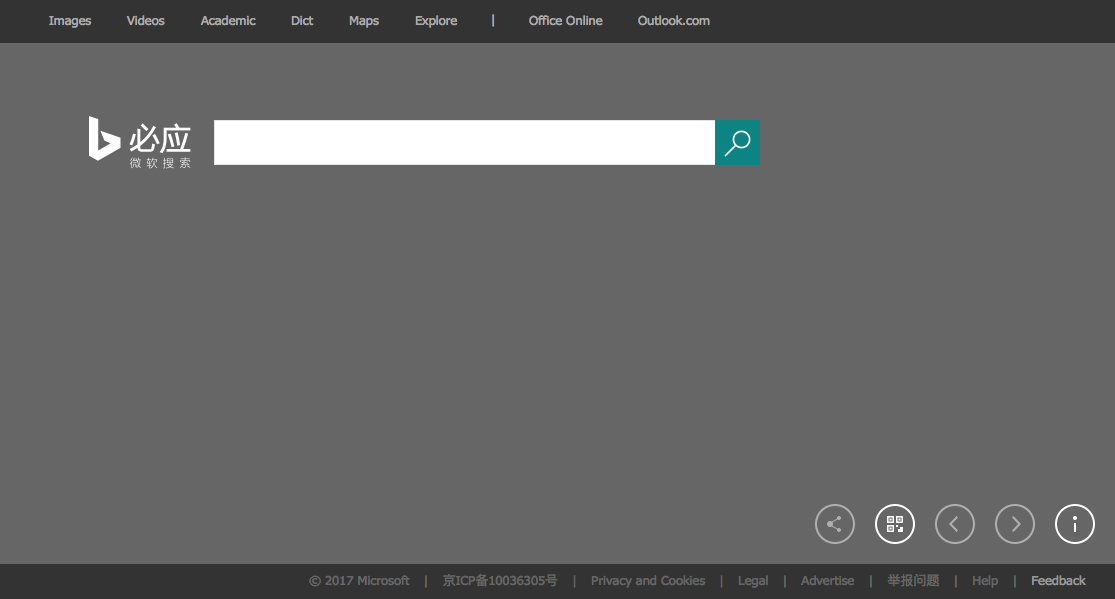 Images Videos Academic Dict Maps Explore | Office Online Outlook.com
必应
微软搜索
© 2017 Microsoft | 京ICP备10036305号 | Privacy and Cookies | Legal | Advertise | 举报问题 | Help | Feedback